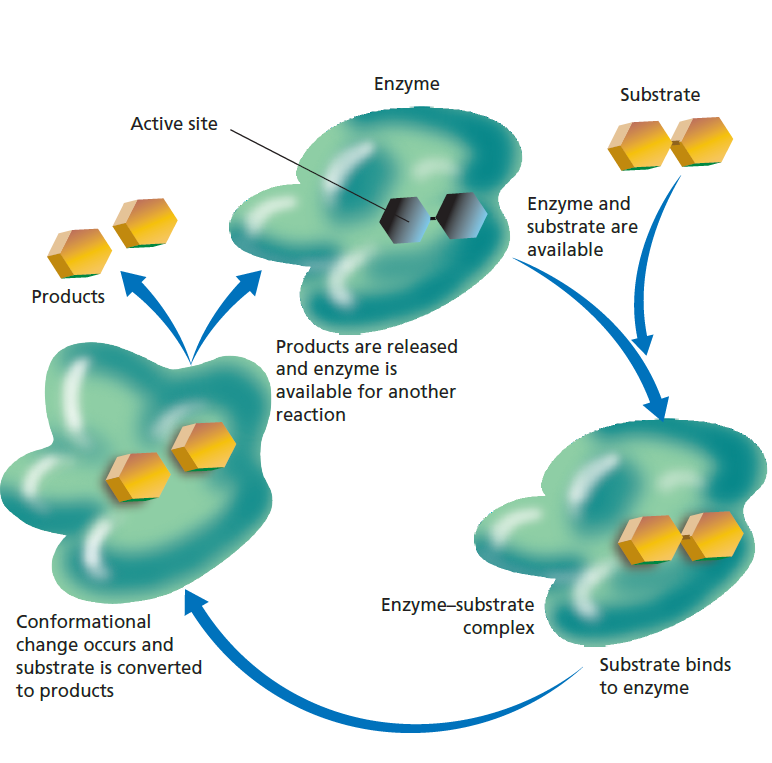 Enzyme
Substrate
Active site
Enzyme and
substrate are
available
Products
Products are released
and enzyme is
available for another
reaction
Enzyme–substrate
complex
Conformational
change occurs and
substrate is converted
to products
Substrate binds
to enzyme